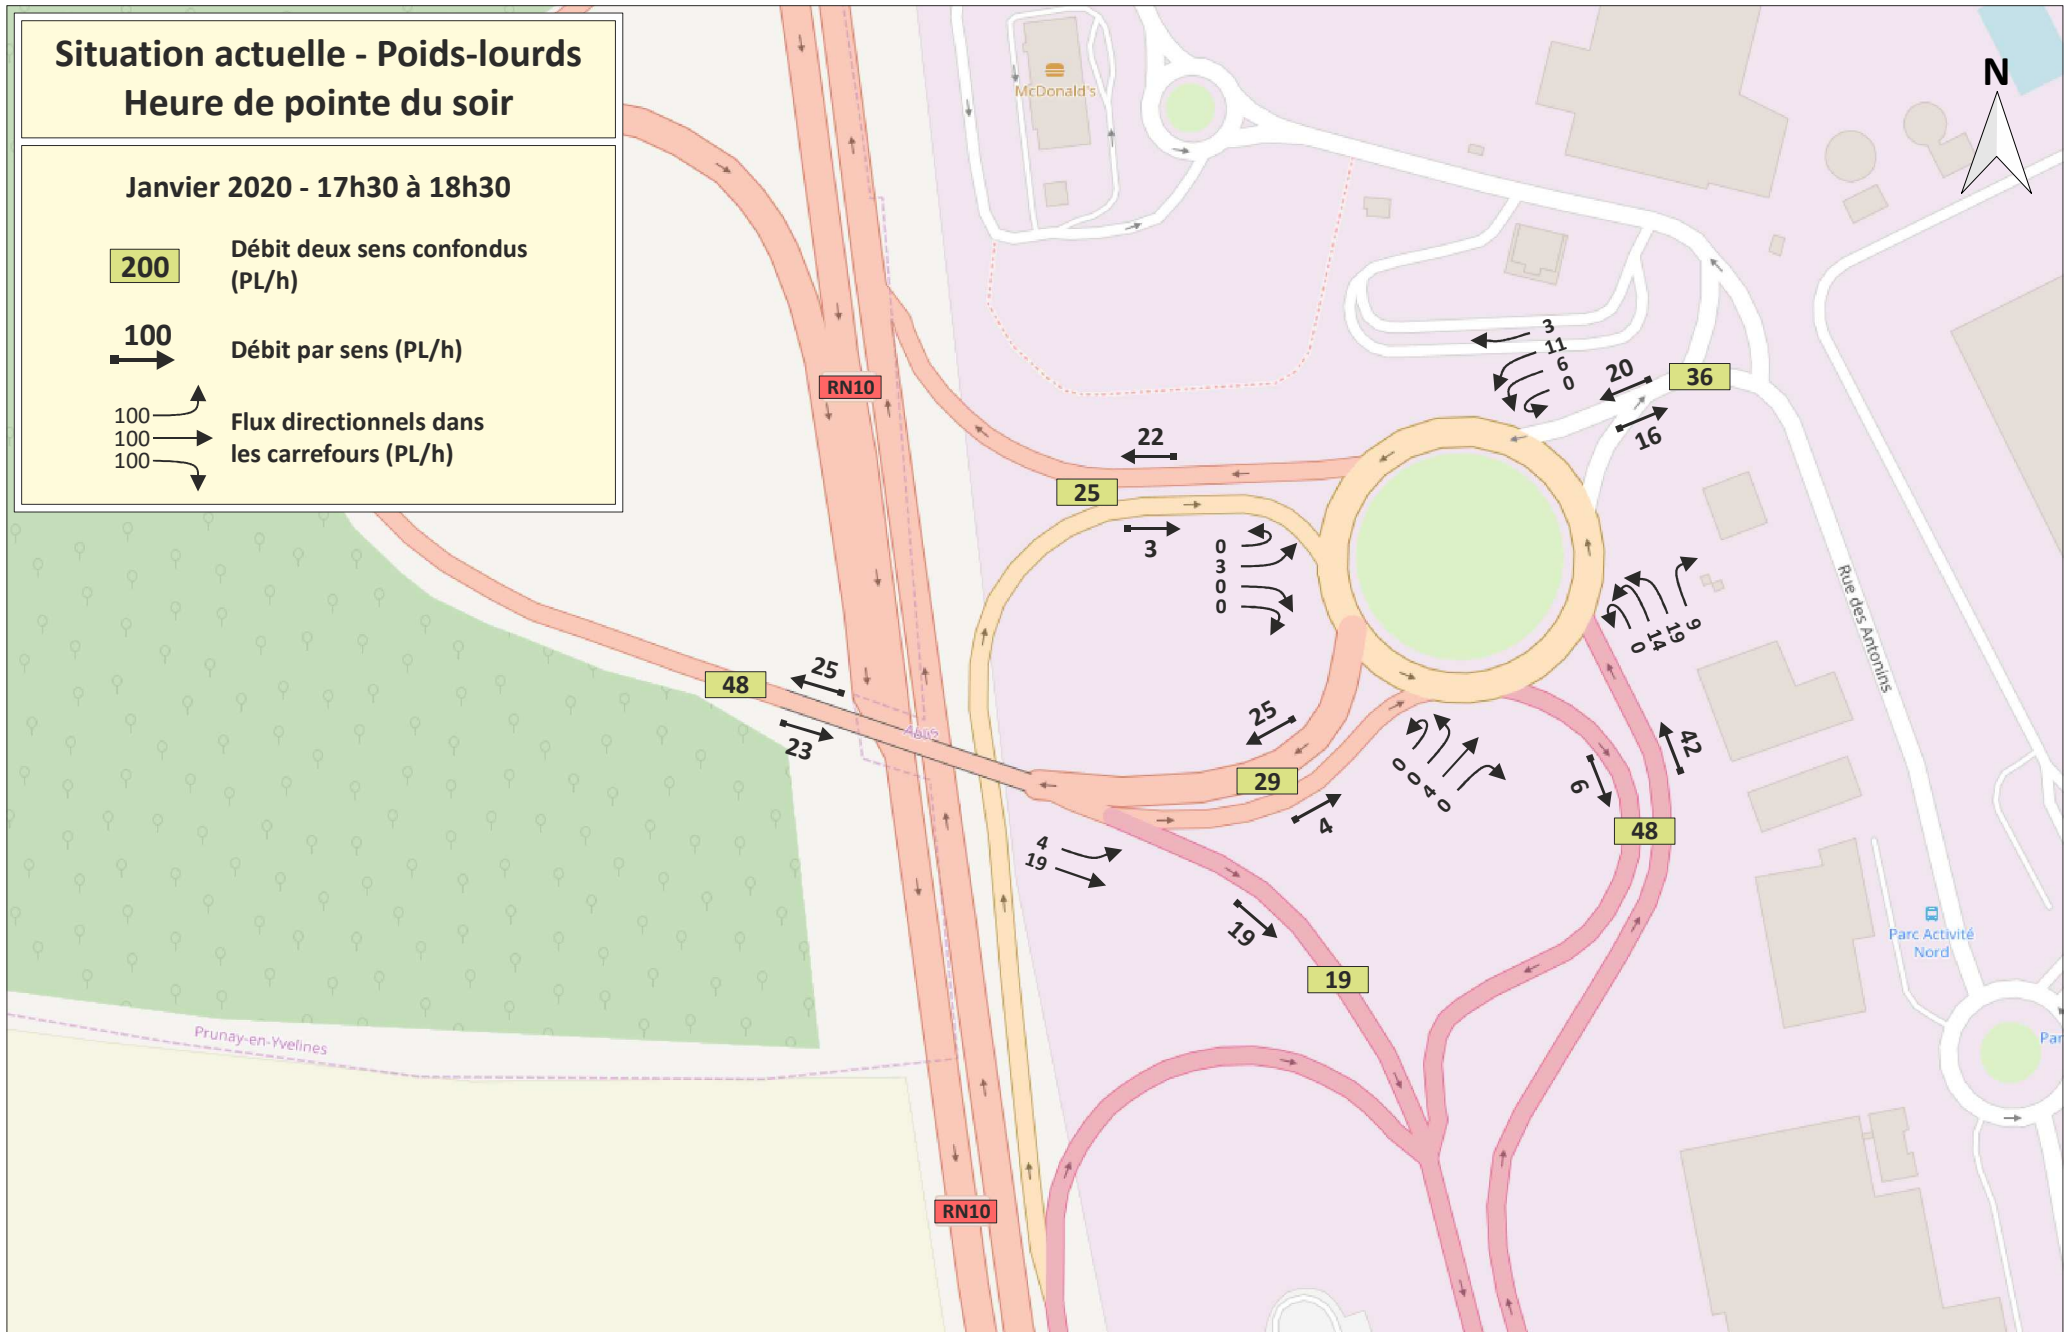 Situation actuelle - Poids-lourds
Heure de pointe du soir
Janvier 2020 - 17h30 à 18h30
200
Débit deux sens confondus
(PL/h)
100
Débit par sens (PL/h)
100
100
100
Flux directionnels dans
les carrefours (PL/h)
N
McDonald's
RN10
3
11
6
0
20
36
16
22
25
3
0
3
0
0
9
19
14
0
Rue des Antonins
25
48
23
Ablis
25
29
4
0
0
4
0
42
6
48
4
19
19
19
Parc Activité
Nord
Par
Prunay-en-Yvelines
RN10